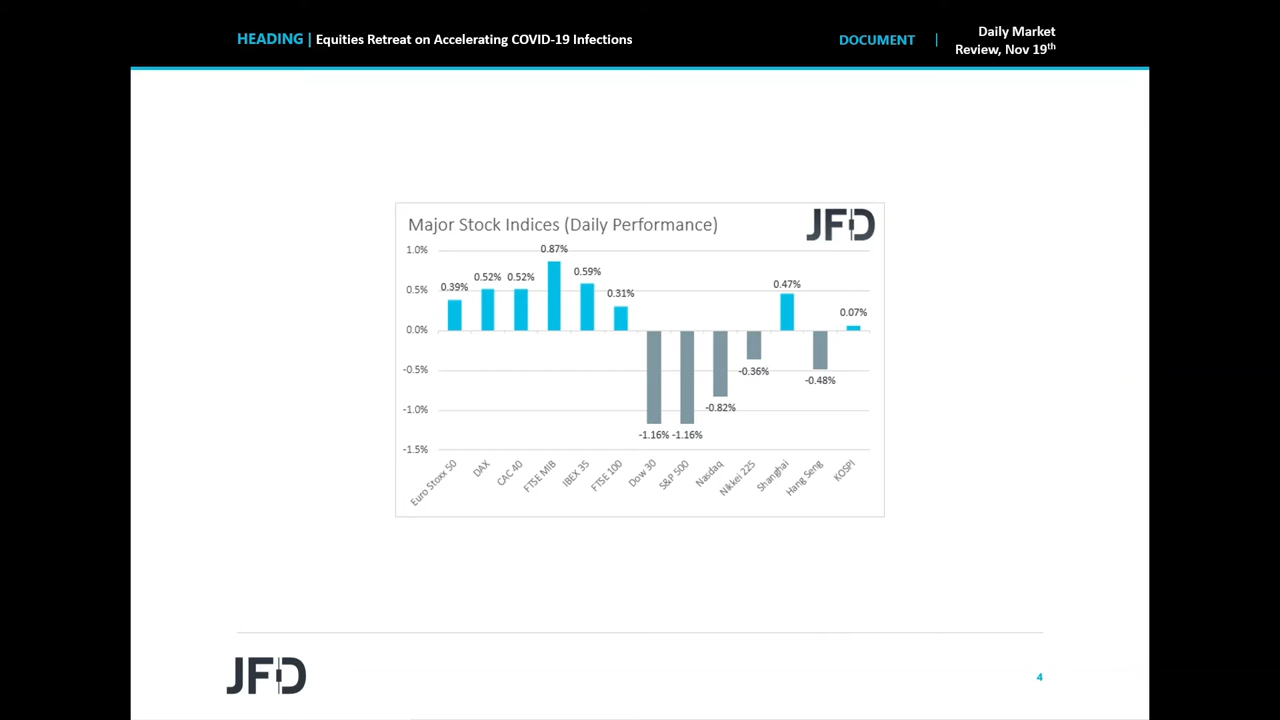 HEADING | Equities Retreat on Accelerating COVID-19 Infections
DOCUMENT | Daily Market
Review, Nov 19th
Major Stock Indices (Daily Performance)
JFD
1.0%
0.5%
0.0%
-0.5%
-1.0%
-1.5%
0.39%
0.52%
0.52%
0.87%
0.59%
0.31%
-1.16%
-1.16%
-0.82%
-0.36%
0.47%
-0.48%
0.07%
Euro Stoxx 50
DAX
CAC 40
FTSE MIB
IBEX 35
FTSE 100
Dow 30
S&P 500
Nasdaq
Nikkei 225
Shanghai
Hang Seng
KOSPI
JFD
4